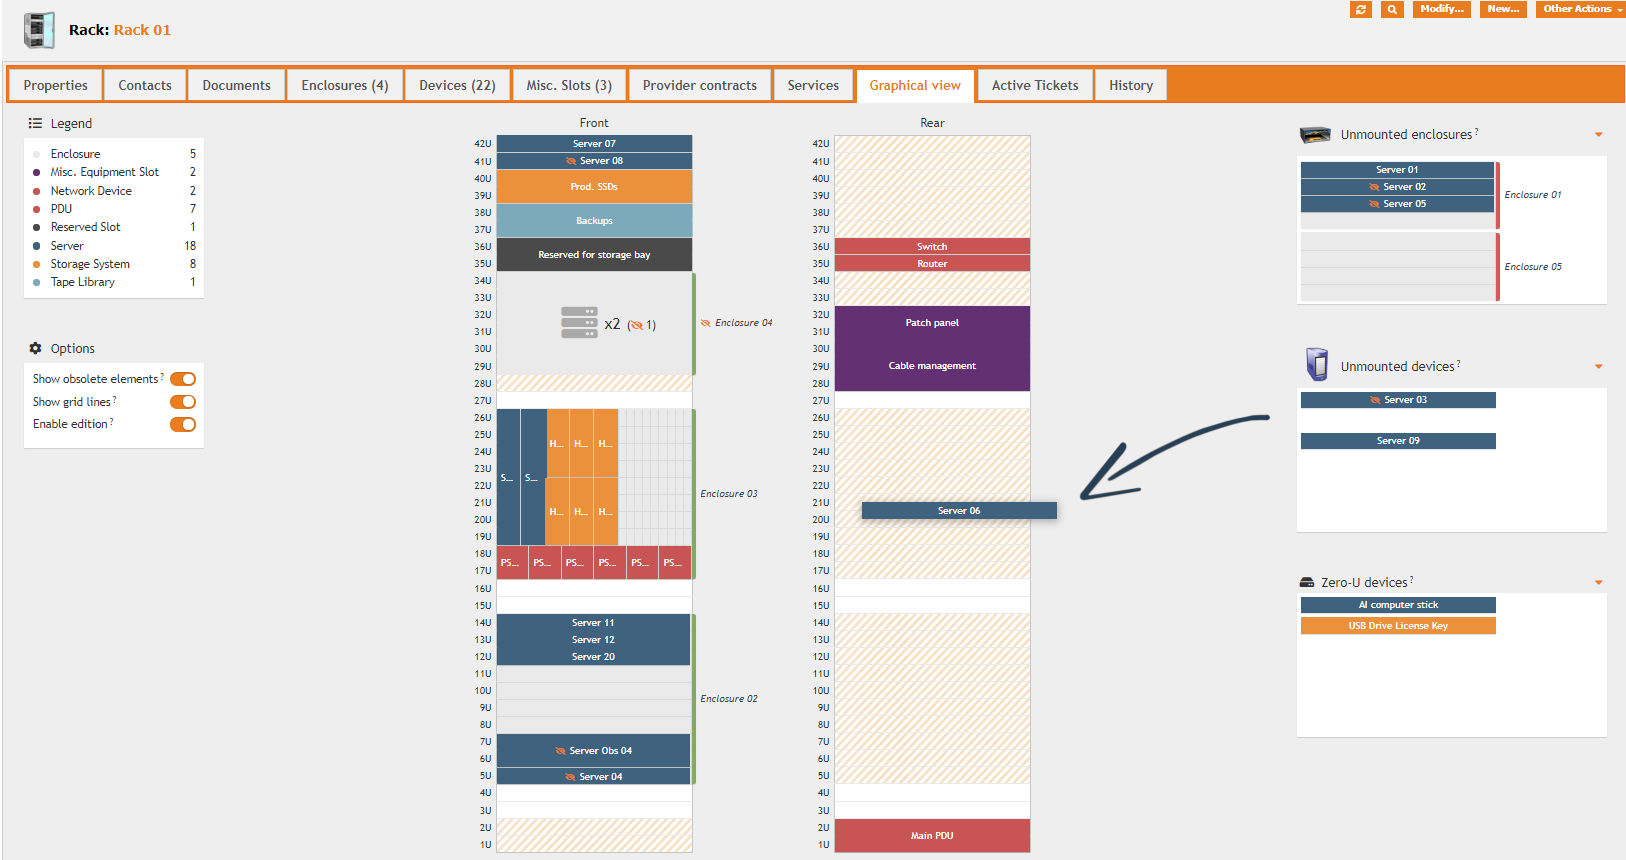 Rack: Rack 01
Modify... New... Other Actions
Properties Contacts Documents Enclosures (4) Devices (22) Misc. Slots (3) Provider contracts Services Graphical view Active Tickets History
Legend
Enclosure 5
Misc. Equipment Slot 2
Network Device 2
PDU 7
Reserved Slot 1
Server 18
Storage System 8
Tape Library 1
Options
Show obsolete elements ?
Show grid lines ?
Enable edition ?
Front
42U Server 07
41U Server 08
40U
Prod. SSDs
39U
38U
Backups
37U
36U
Reserved for storage bay
35U
34U
33U
32U
x2 (1) Enclosure 04
31U
30U
29U
28U
27U
26U
25U
H... H... H...
24U
23U
S... S...
22U
Enclosure 03
21U
20U H... H... H...
19U
18U
PS... PS... PS... PS... PS... PS...
17U
16U
15U
14U Server 11
13U Server 12
12U Server 20
11U
10U
Enclosure 02
9U
8U
7U
Server Obs 04
6U
5U Server 04
4U
3U
2U
1U
Rear
42U
41U
40U
39U
38U
37U
36U Switch
35U Router
34U
33U
32U
Patch panel
31U
30U
29U Cable management
28U
27U
26U
25U
24U
23U
22U
21U
Server 06
20U
19U
18U
17U
16U
15U
14U
13U
12U
11U
10U
9U
8U
7U
6U
5U
4U
3U
2U
Main PDU
1U
Unmounted enclosures ?
Server 01
Server 02
Enclosure 01
Server 05
Enclosure 05
Unmounted devices ?
Server 03
Server 09
Zero-U devices ?
AI computer stick
USB Drive License Key